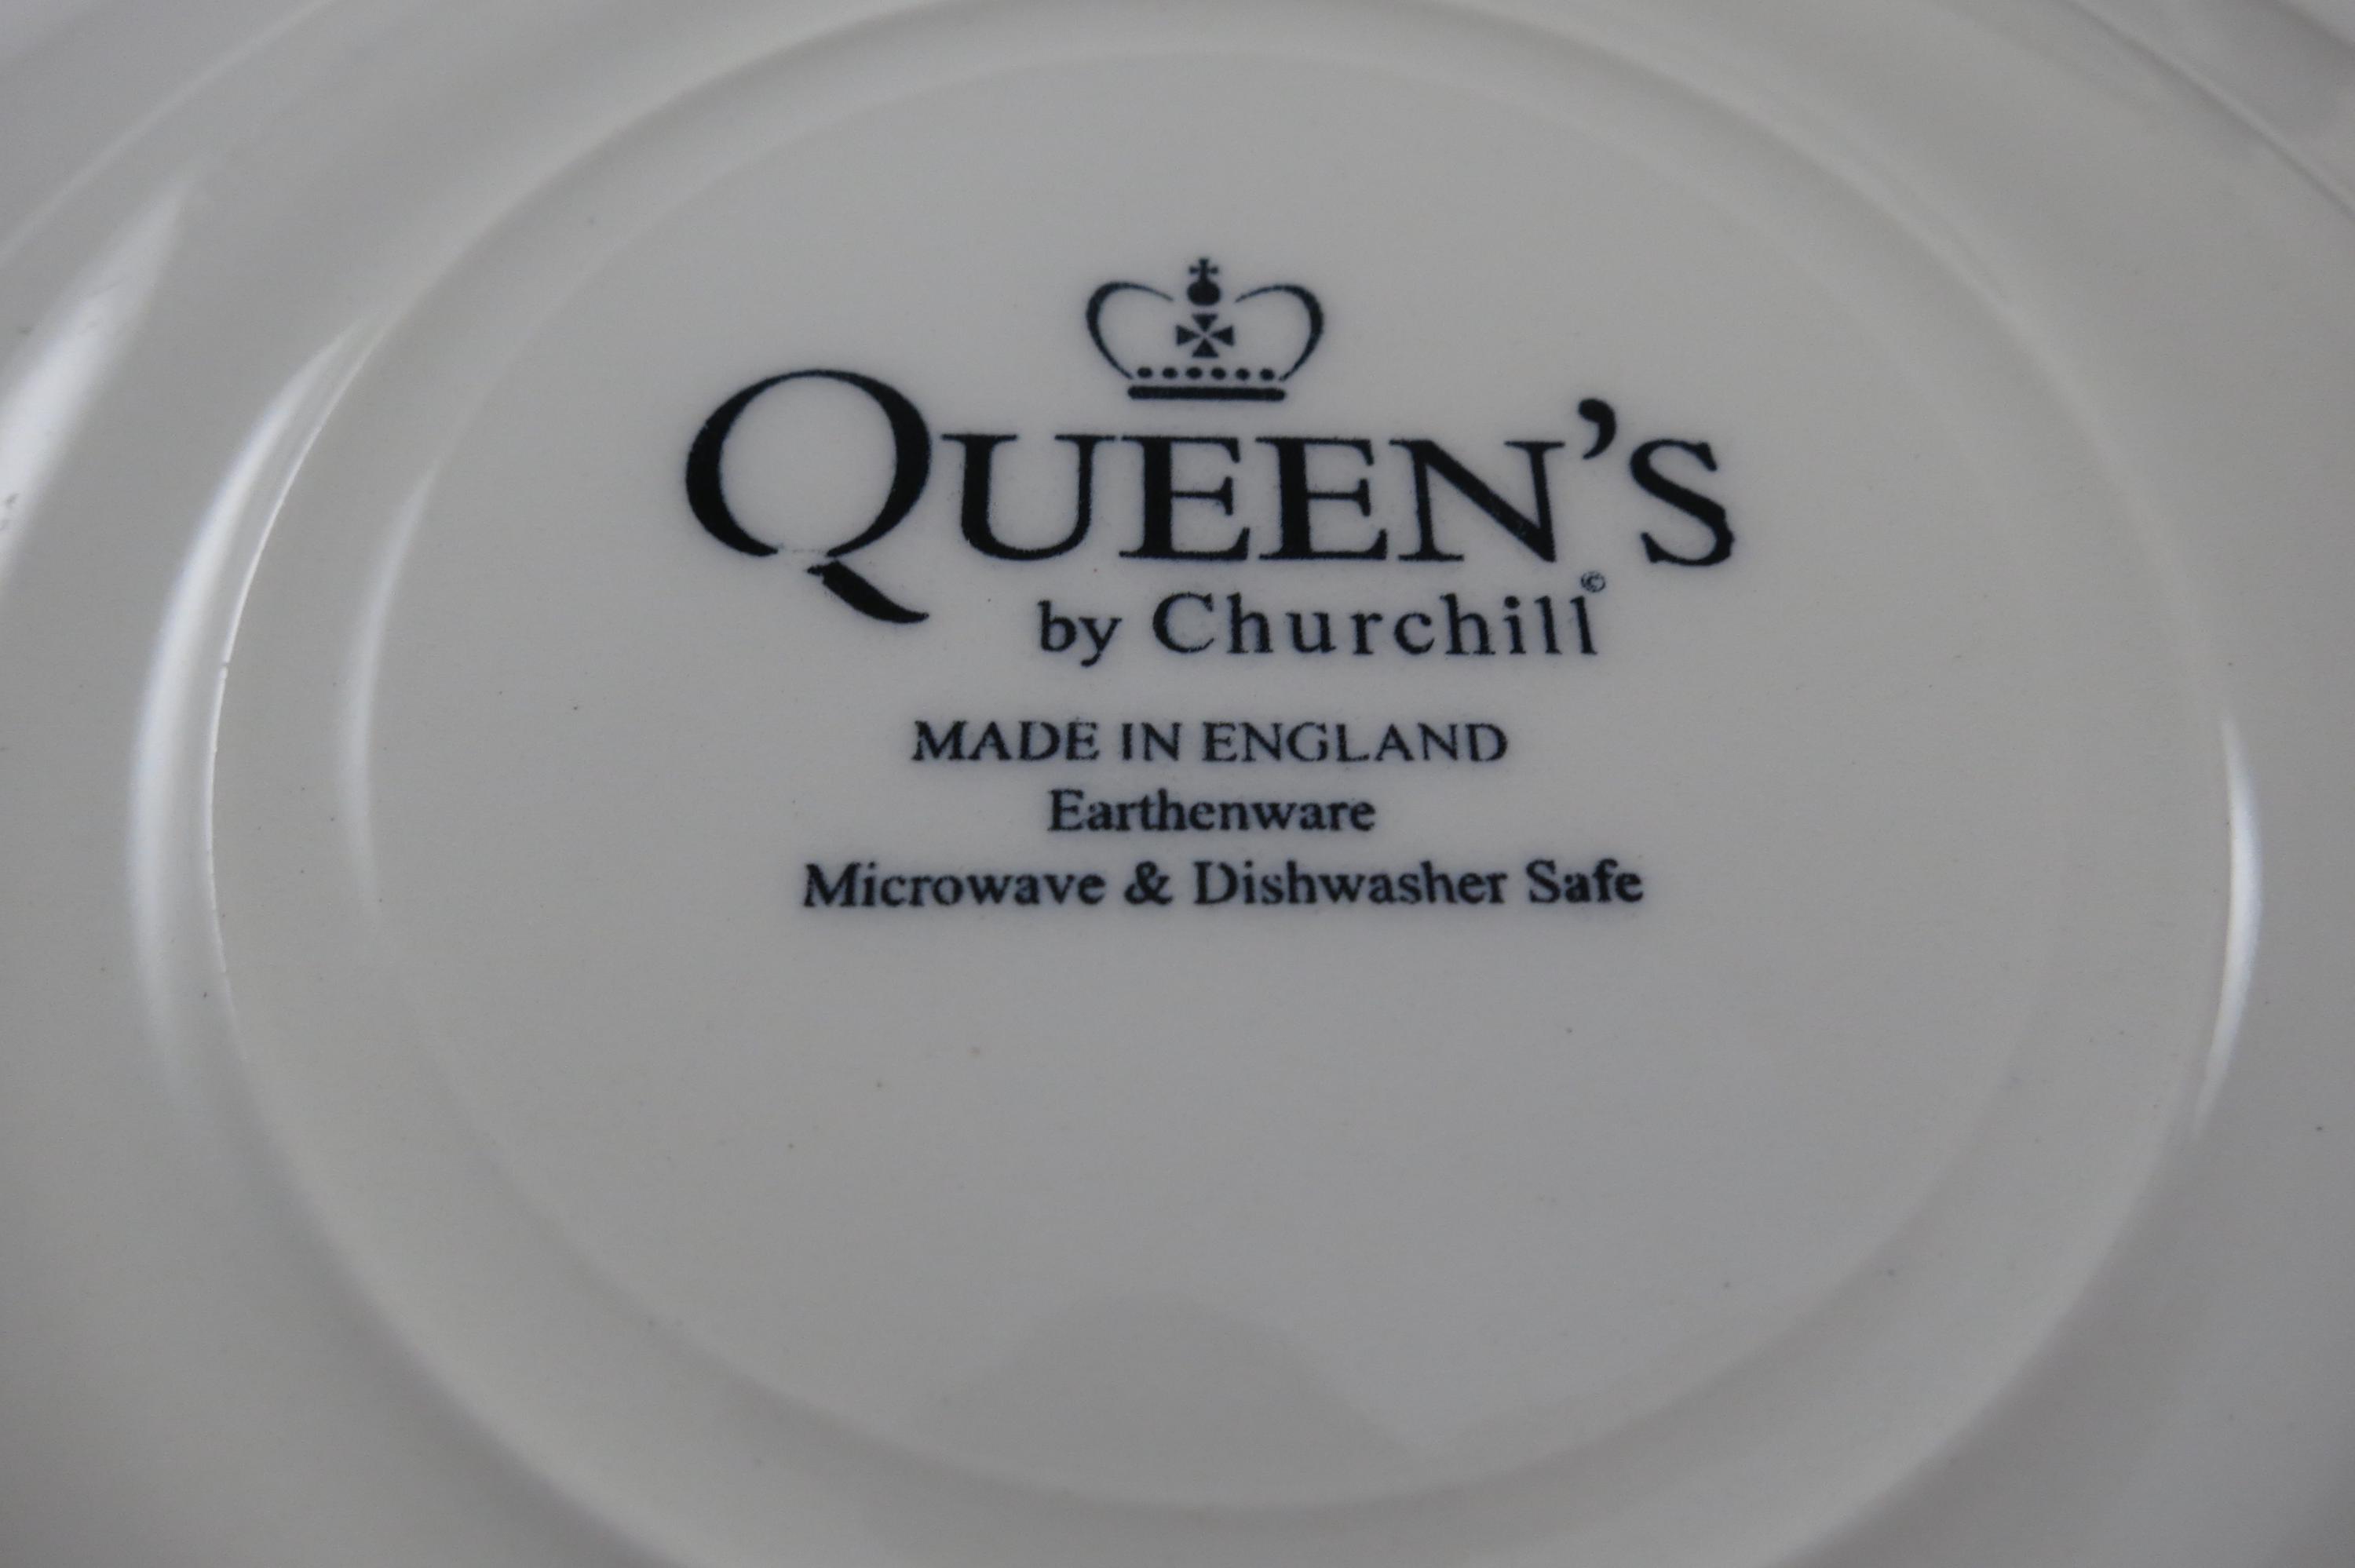 QUEEN'S
by Churchill©
MADE IN ENGLAND
Earthenware
Microwave & Dishwasher Safe